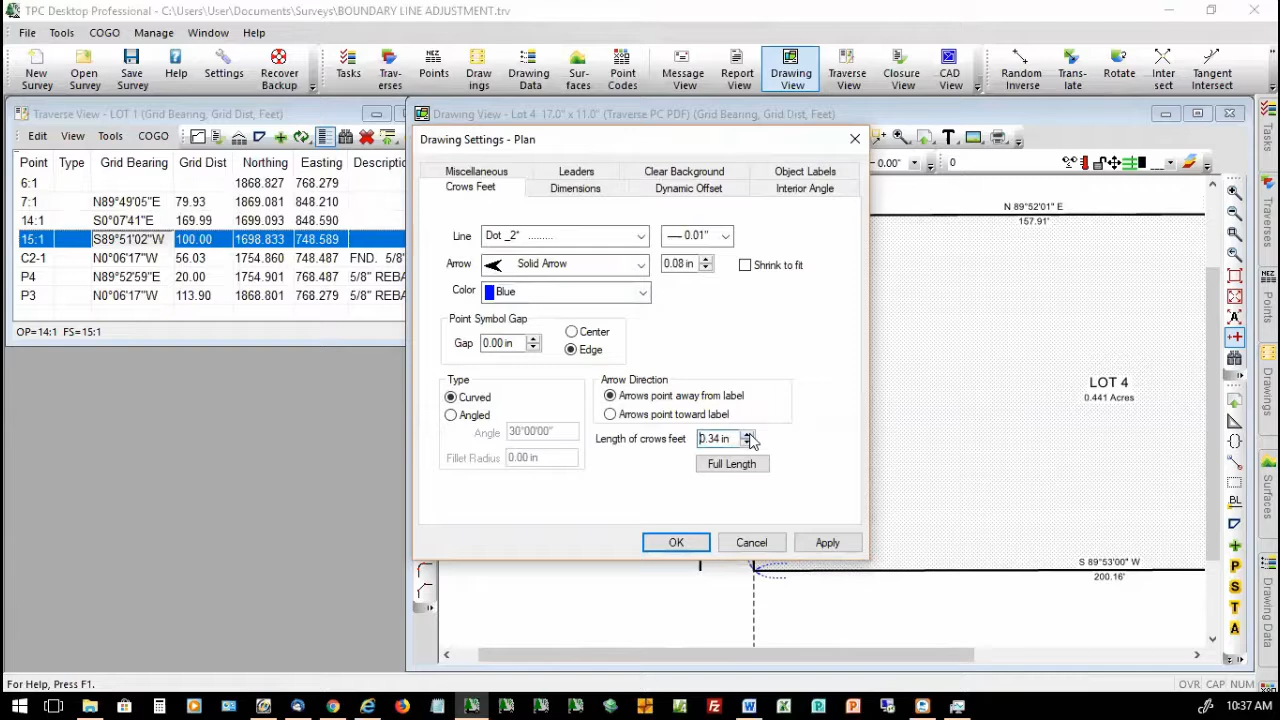 TPC Desktop Professional - C:\Users\User\Documents\Surveys\BOUNDARY LINE ADJUSTMENT.trv
File Tools COGO Manage Window Help
New Survey Open Survey Save Survey Help Settings Recover Backup Tasks Traverses Points Drawings Drawing Data Surfaces Point Codes Message View Report View Drawing View Traverse View Closure View CAD View Random Inverse Translate Rotate Intersect Tangent Intersect
Traverse View - LOT 1 (Grid Bearing, Grid Dist, Feet)
Edit View Tools COGO
Point Type Grid Bearing Grid Dist Northing Easting Descripti
6:1 1868.827 768.279
7:1 N89°49'05"E 79.93 1869.081 848.210
14:1 S0°07'41"E 169.99 1699.093 848.590
15:1 S89°51'02"W 100.00 1698.833 748.589
C2-1 N0°06'17"W 56.03 1754.860 748.487 FND. 5/8"
P4 N89°52'59"E 20.00 1754.901 768.487 5/8" REBA
P3 N0°06'17"W 113.90 1868.801 768.279 5/8" REBA
OP=14:1 FS=15:1
Drawing View - Lot 4 17.0" x 11.0" (Traverse PC PDF) (Grid Bearing, Grid Dist, Feet)
0.00" 0
Drawing Settings - Plan
Miscellaneous Leaders Clear Background Object Labels
Crows Feet Dimensions Dynamic Offset Interior Angle
Line Dot _2" ......... 0.01"
Arrow Solid Arrow 0.08 in Shrink to fit
Color Blue
Point Symbol Gap
Gap 0.00 in
Center
Edge
Type
Curved
Angled
Angle 30°00'00"
Fillet Radius 0.00 in
Arrow Direction
Arrows point away from label
Arrows point toward label
Length of crows feet 0.34 in
Full Length
OK Cancel Apply
N 89°52'01" E
157.91'
LOT 4
0.441 Acres
S 89°53'00" W
200.16'
Tasks
Traverses
Points
Surfaces
Drawing Data
BL
P
S
T
A
For Help, Press F1.
OVR CAP NUM
10:37 AM